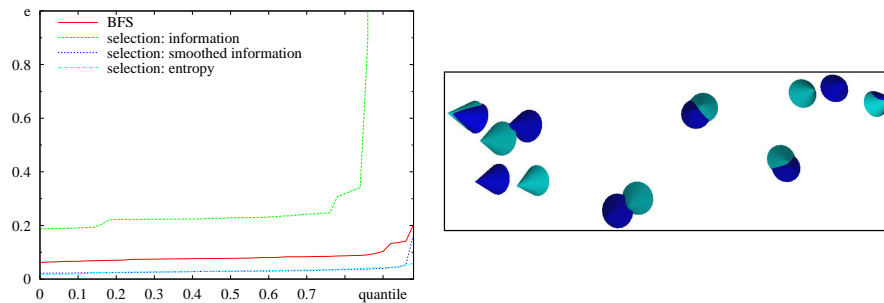 e
BFS
selection: information
selection: smoothed information
selection: entropy
0.8
0.6
0.4
0.2
0
0 0.1 0.2 0.3 0.4 0.5 0.6 0.7 quantile